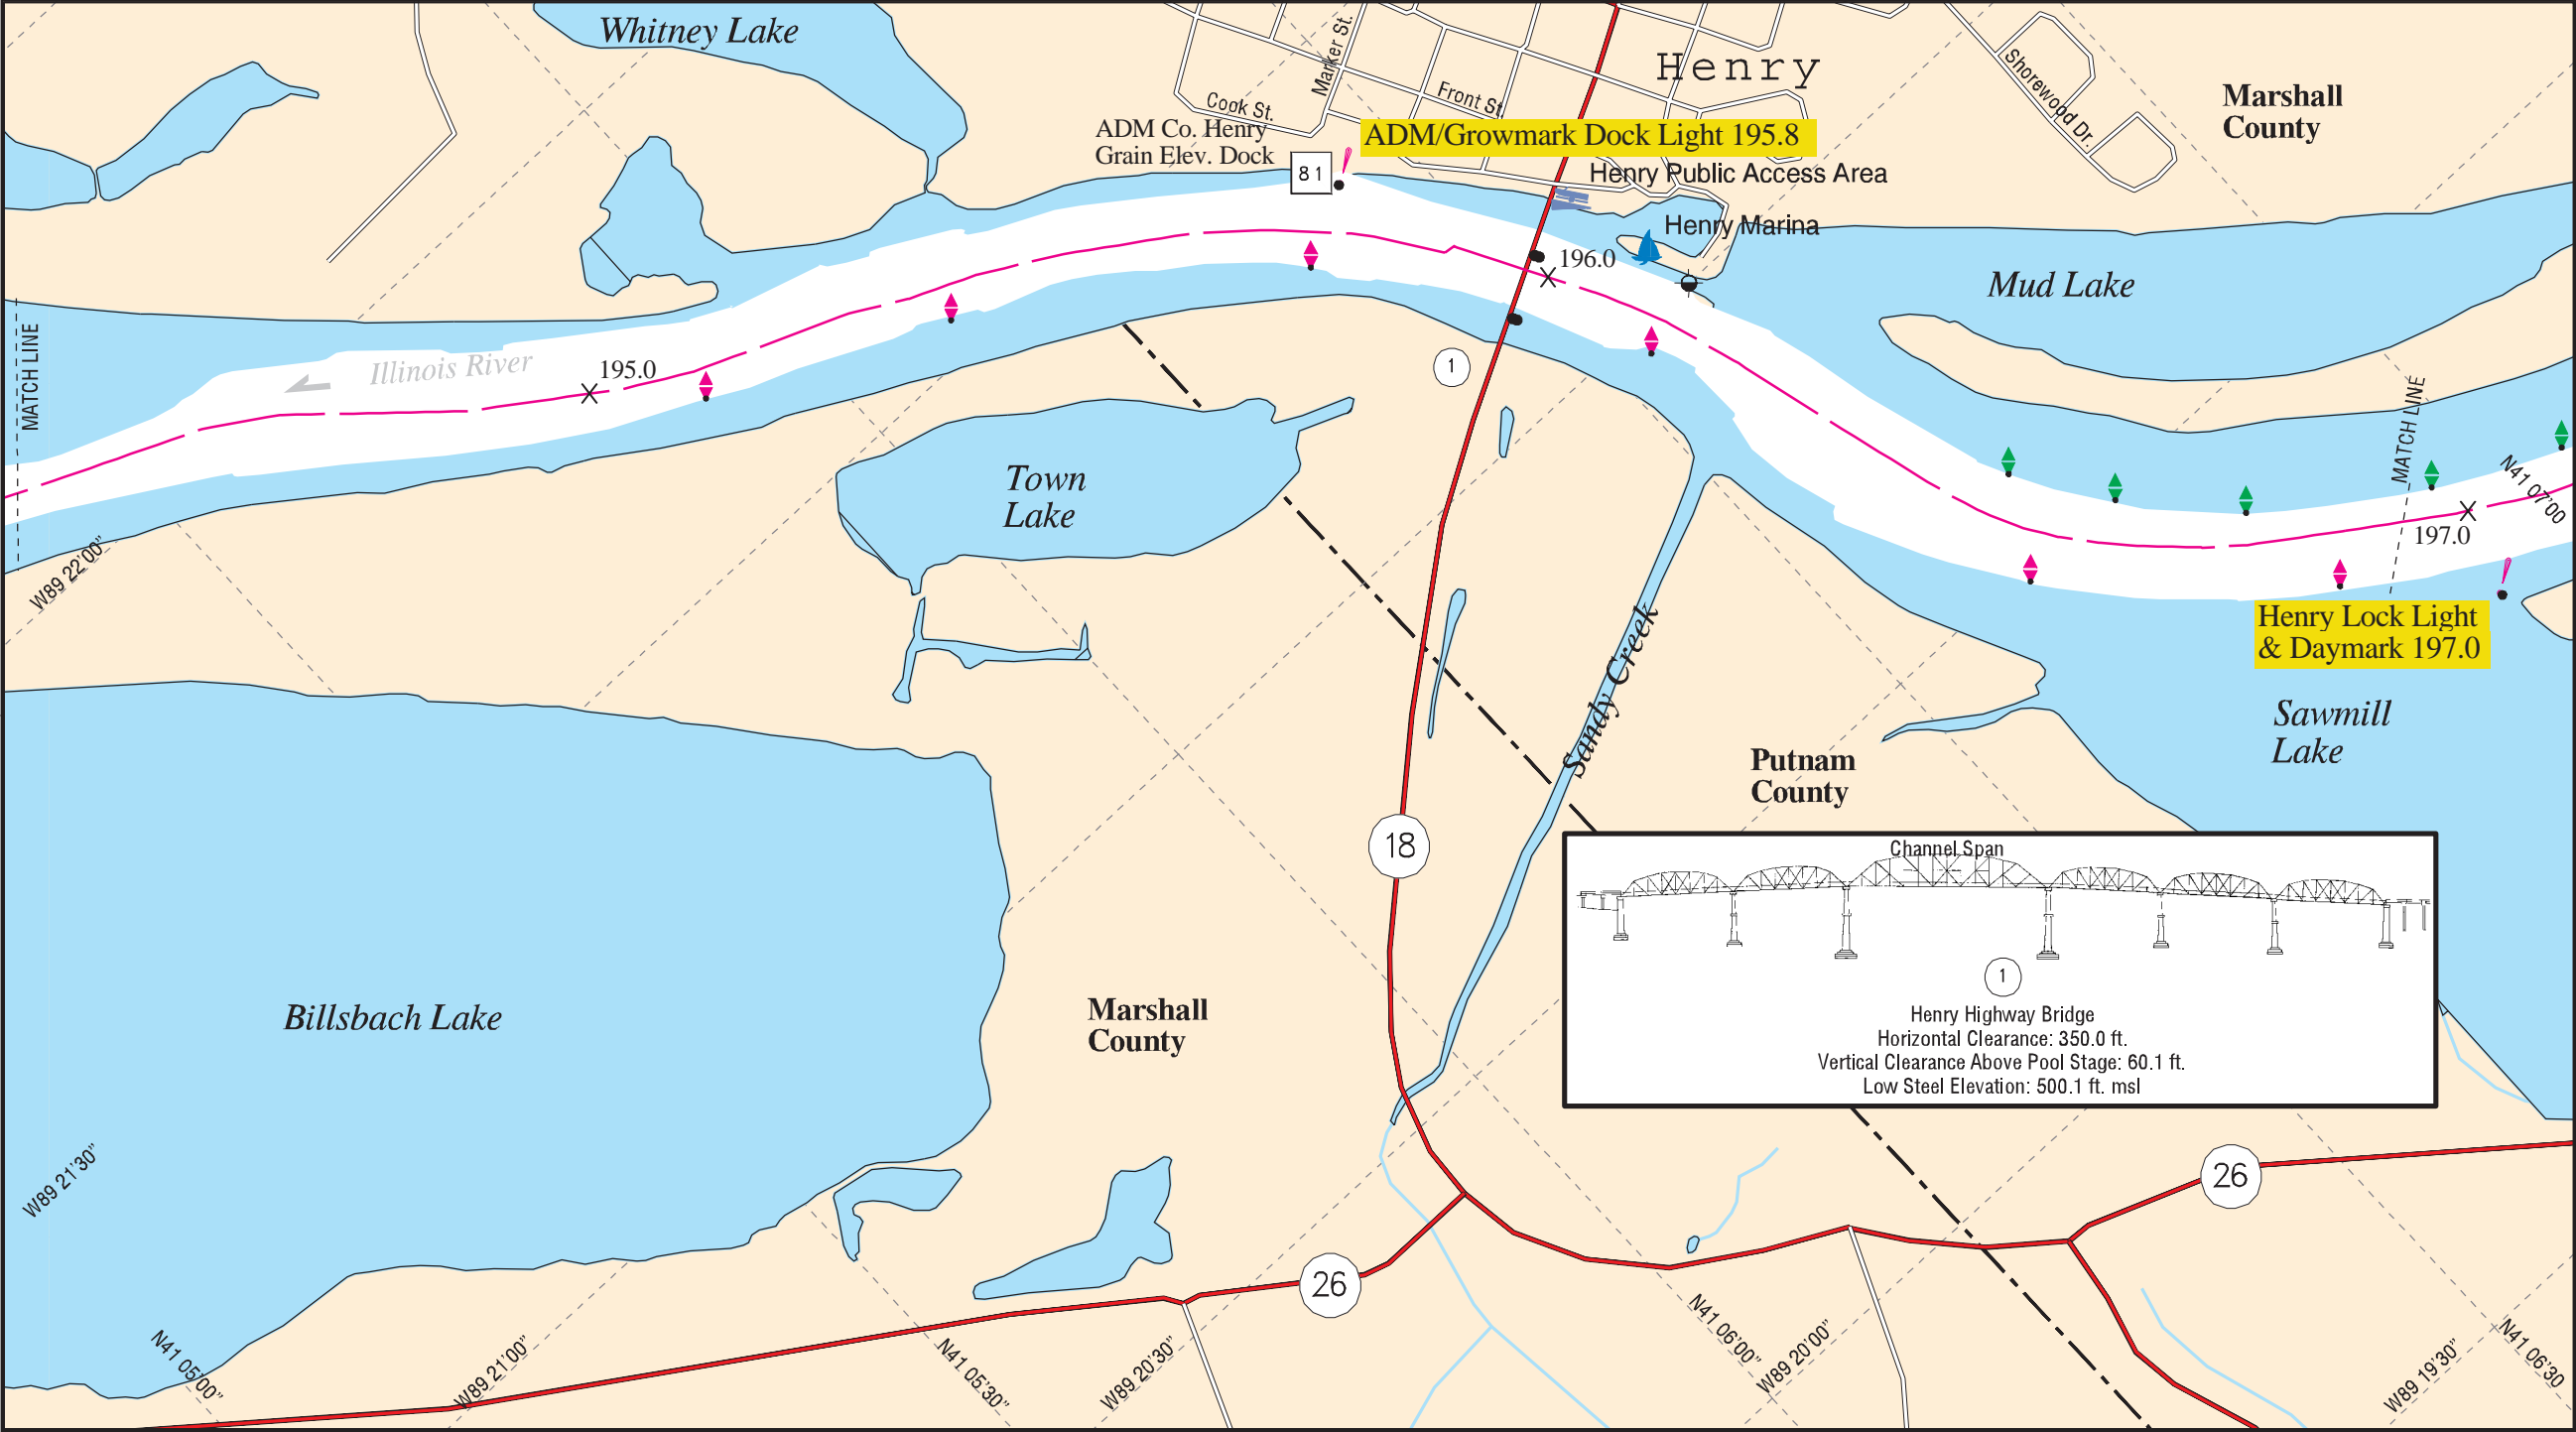 Whitney Lake
Marker St.
Cook St.
Front St.
Henry
Shorewood Dr.
Marshall
County
ADM Co. Henry
Grain Elev. Dock
81
ADM/Growmark Dock Light 195.8
Henry Public Access Area
Henry Marina
196.0
Mud Lake
MATCH LINE
Illinois River
195.0
1
MATCH LINE
N41 07'00
197.0
Town
Lake
W89 22'00"
Henry Lock Light
& Daymark 197.0
Sandy Creek
Sawmill
Lake
Putnam
County
18
Channel Span
1
Henry Highway Bridge
Horizontal Clearance: 350.0 ft.
Vertical Clearance Above Pool Stage: 60.1 ft.
Low Steel Elevation: 500.1 ft. msl
Billsbach Lake
Marshall
County
W89 21'30"
26
26
N41 05'00"
W89 21'00"
N41 05'30"
W89 20'30"
N41 06'00"
W89 20'00"
W89 19'30"
N41 06'30